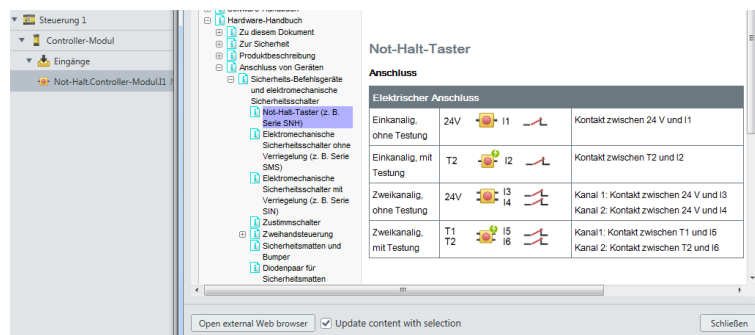 Steuerung 1
Controller-Modul
Eingänge
Not-Halt.Controller-Modul.I1
Hardware-Handbuch
Zu diesem Dokument
Zur Sicherheit
Produktbeschreibung
Anschluss von Geräten
Sicherheits-Befehlsgeräte
und elektromechanische
Sicherheitsschalter
Not-Halt-Taster (z. B.
Serie SNH)
Elektromechanische
Sicherheitsschalter ohne
Verriegelung (z. B. Serie
SMS)
Elektromechanische
Sicherheitsschalter mit
Verriegelung (z. B. Serie
SIN)
Zustimmschalter
Zweihandsteuerung
Sicherheitsmatten und
Bumper
Diodenpaar für
Sicherheitsmatten
Not-Halt-Taster
Anschluss
Elektrischer Anschluss
Einkanalig,
ohne Testung
24V I1
Kontakt zwischen 24 V und I1
Einkanalig, mit
Testung
T2 I2
Kontakt zwischen T2 und I2
Zweikanalig,
ohne Testung
24V I3
I4
Kanal 1: Kontakt zwischen 24 V und I3
Kanal 2: Kontakt zwischen 24 V und I4
Zweikanalig,
mit Testung
T1 I5
T2 I6
Kanal1: Kontakt zwischen T1 und I5
Kanal 2: Kontakt zwischen T2 und I6
Open external Web browser
Update content with selection
Schließen